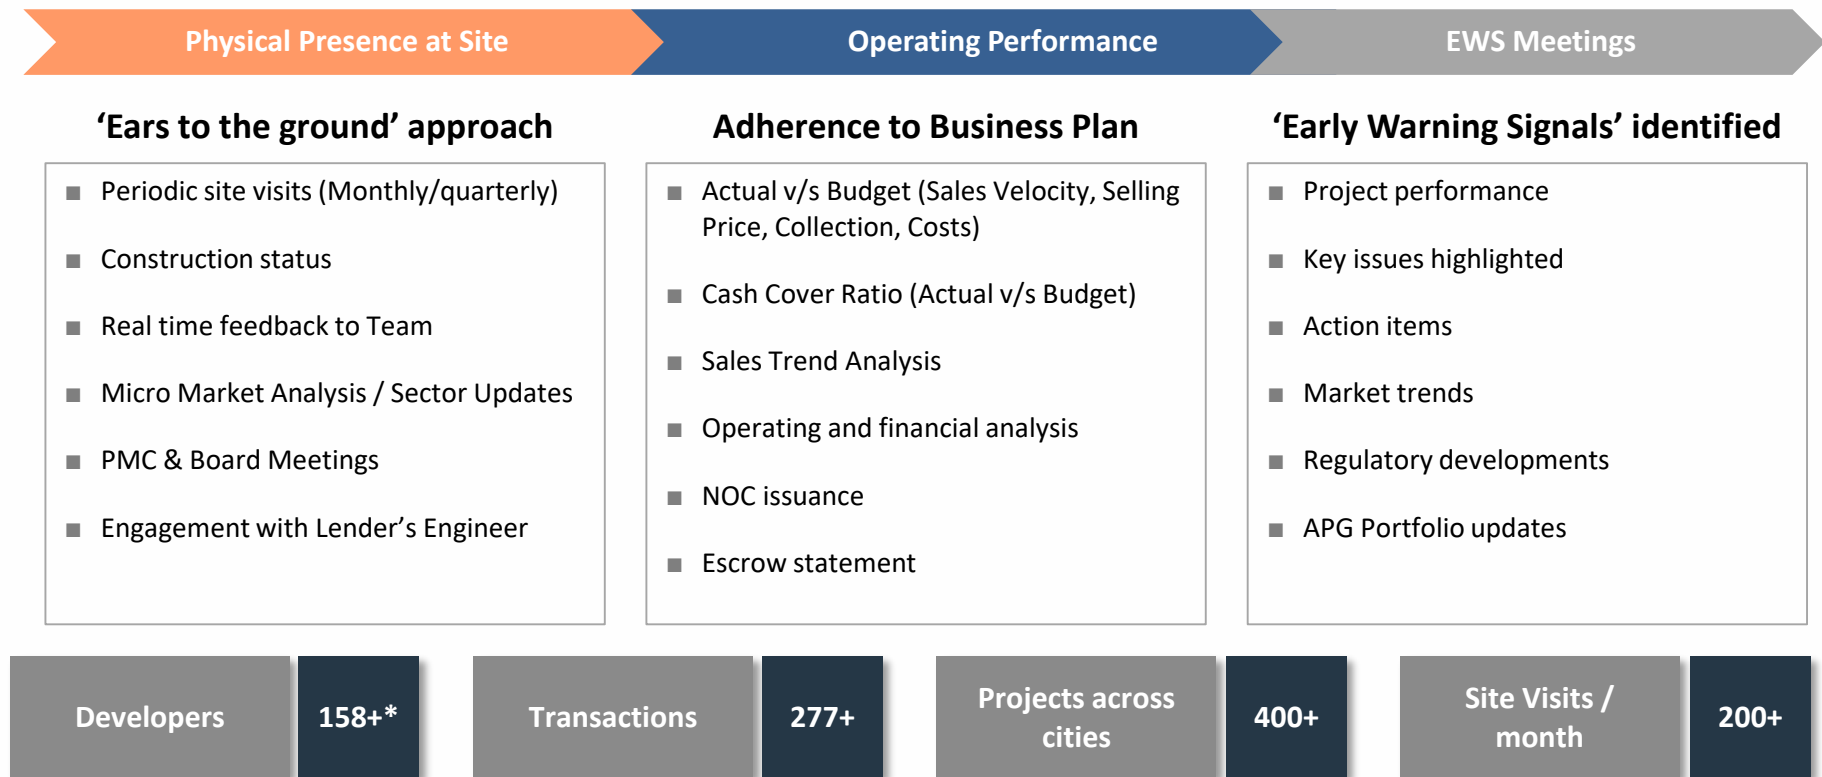 Physical Presence at Site
Operating Performance
EWS Meetings
‘Ears to the ground’ approach
■ Periodic site visits (Monthly/quarterly)
■ Construction status
■ Real time feedback to Team
■ Micro Market Analysis / Sector Updates
■ PMC & Board Meetings
■ Engagement with Lender’s Engineer
Adherence to Business Plan
■ Actual v/s Budget (Sales Velocity, Selling
Price, Collection, Costs)
■ Cash Cover Ratio (Actual v/s Budget)
■ Sales Trend Analysis
■ Operating and financial analysis
■ NOC issuance
■ Escrow statement
‘Early Warning Signals’ identified
■ Project performance
■ Key issues highlighted
■ Action items
■ Market trends
■ Regulatory developments
■ APG Portfolio updates
Developers
158+*
Transactions
277+
Projects across
cities
400+
Site Visits /
month
200+